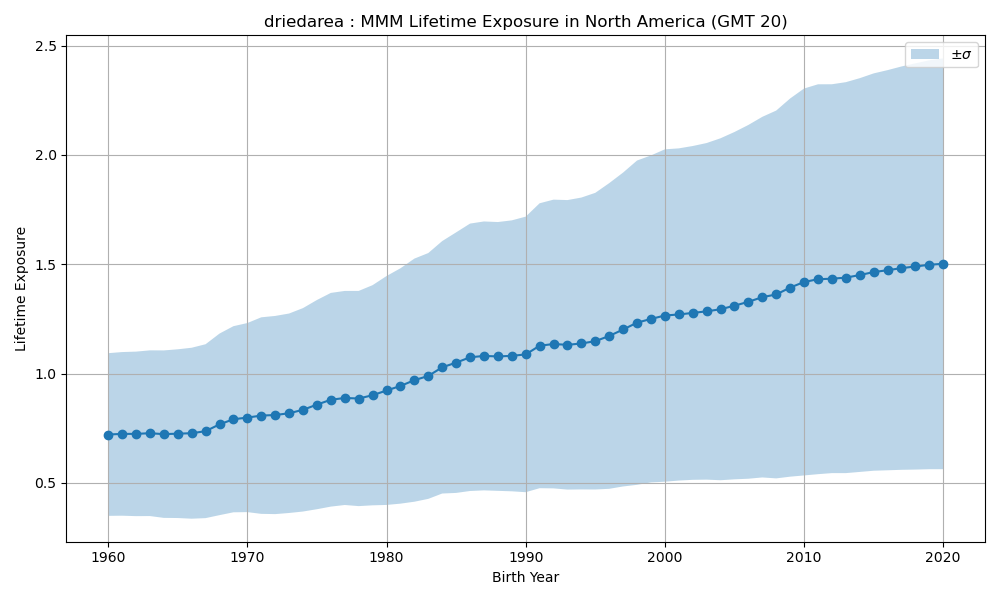 driedarea : MMM Lifetime Exposure in North America (GMT 20)
±σ
Lifetime Exposure
2.5
2.0
1.5
1.0
0.5
1960 1970 1980 1990 2000 2010 2020
Birth Year